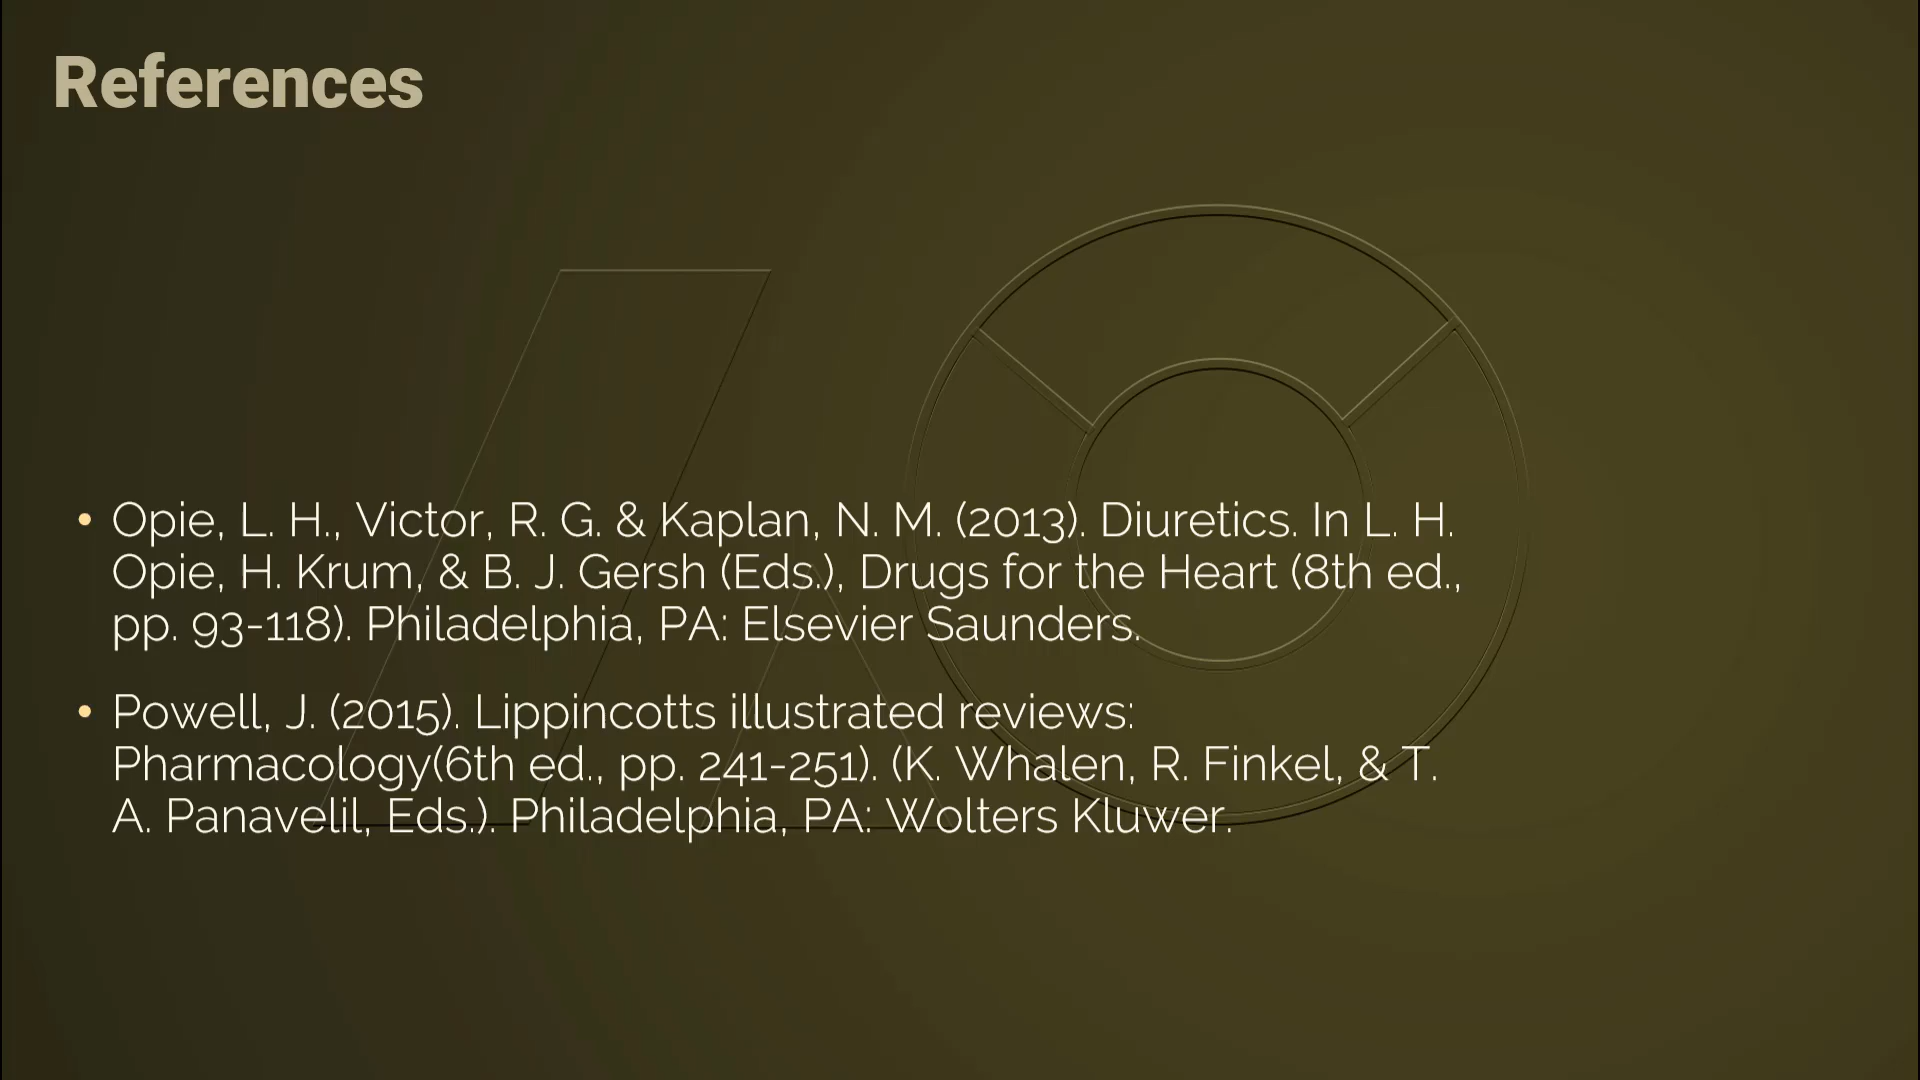 References
• Opie, L. H., Victor, R. G. & Kaplan, N. M. (2013). Diuretics. In L. H.
Opie, H. Krum, & B. J. Gersh (Eds.), Drugs for the Heart (8th ed.,
pp. 93-118). Philadelphia, PA: Elsevier Saunders.
• Powell, J. (2015). Lippincotts illustrated reviews:
Pharmacology(6th ed., pp. 241-251). (K. Whalen, R. Finkel, & T.
A. Panavelil, Eds.). Philadelphia, PA: Wolters Kluwer.